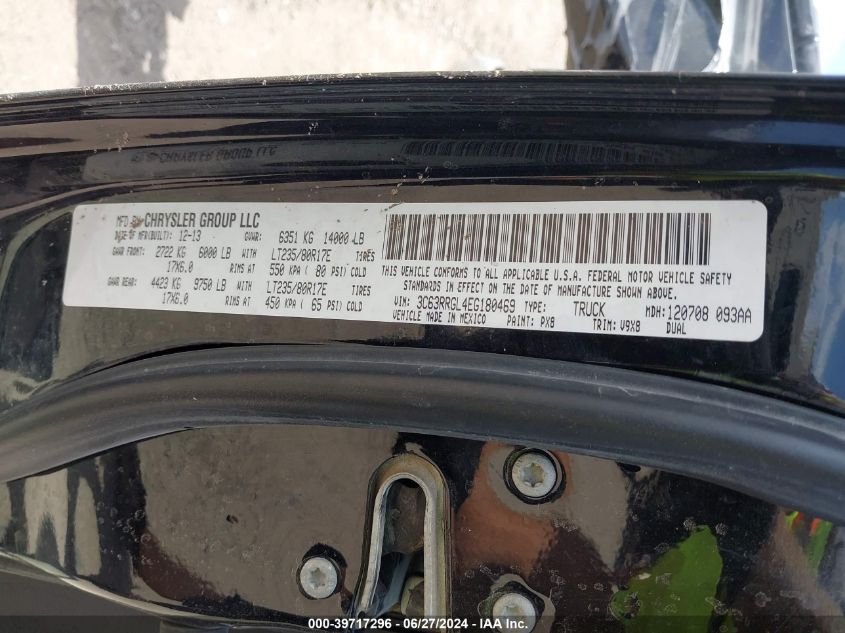 MFD BY CHRYSLER GROUP LLC
DATE OF MFR(BUILT): 12-13 GVWR: 6351 KG 14000 LB
GAWR FRONT: 2722 KG 6000 LB WITH LT235/80R17E TIRES
17X6.0 RIMS AT 550 KPA ( 80 PSI) COLD
GAWR REAR: 4423 KG 9750 LB WITH LT235/80R17E TIRES
17X6.0 RIMS AT 450 KPA ( 65 PSI) COLD
THIS VEHICLE CONFORMS TO ALL APPLICABLE U.S.A. FEDERAL MOTOR VEHICLE SAFETY
STANDARDS IN EFFECT ON THE DATE OF MANUFACTURE SHOWN ABOVE.
VIN: 3C63RRGL4EG180469 TYPE: TRUCK MDH: 120708 093AA
VEHICLE MADE IN MEXICO PAINT: PX8 TRIM: V9X8 DUAL
000-39717296 - 06/27/2024 - IAA Inc.